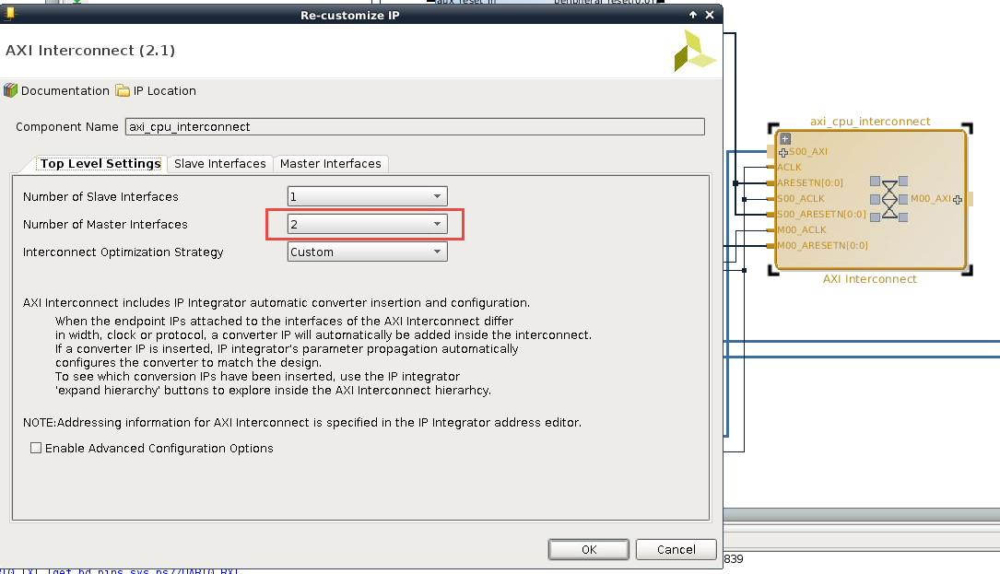 aux_reset_in
peripheral_reset[0:0]
Re-customize IP
AXI Interconnect (2.1)
Documentation IP Location
Component Name axi_cpu_interconnect
Top Level Settings Slave Interfaces Master Interfaces
Number of Slave Interfaces 1
Number of Master Interfaces 2
Interconnect Optimization Strategy Custom
AXI Interconnect includes IP Integrator automatic converter insertion and configuration.
When the endpoint IPs attached to the interfaces of the AXI Interconnect differ
in width, clock or protocol, a converter IP will automatically be added inside the interconnect.
If a converter IP is inserted, IP integrator's parameter propagation automatically
configures the converter to match the design.
To see which conversion IPs have been inserted, use the IP integrator
'expand hierarchy' buttons to explore inside the AXI Interconnect hierarhcy.
NOTE:Addressing information for AXI Interconnect is specified in the IP Integrator address editor.
Enable Advanced Configuration Options
OK Cancel
axi_cpu_interconnect
S00_AXI
ACLK
ARESETN[0:0]
S00_ACLK
S00_ARESETN[0:0]
M00_ACLK
M00_ARESETN[0:0]
M00_AXI
AXI Interconnect
839
[get_bd_pins sys_ps7/UART0_RX]